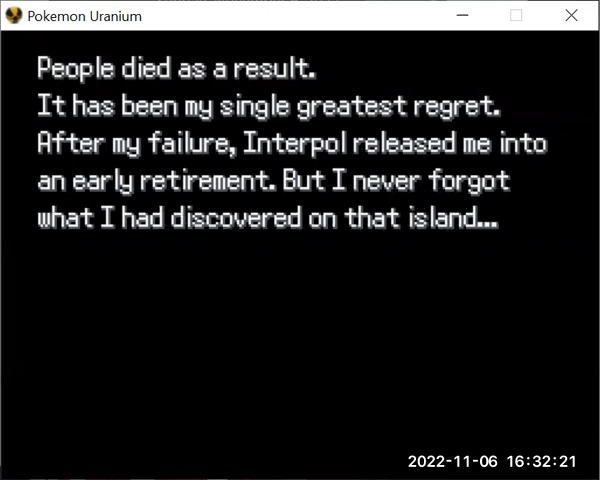 Pokemon Uranium
People died as a result.
It has been my single greatest regret.
After my failure, Interpol released me into
an early retirement. But I never forgot
what I had discovered on that island...
2022-11-06 16:32:21